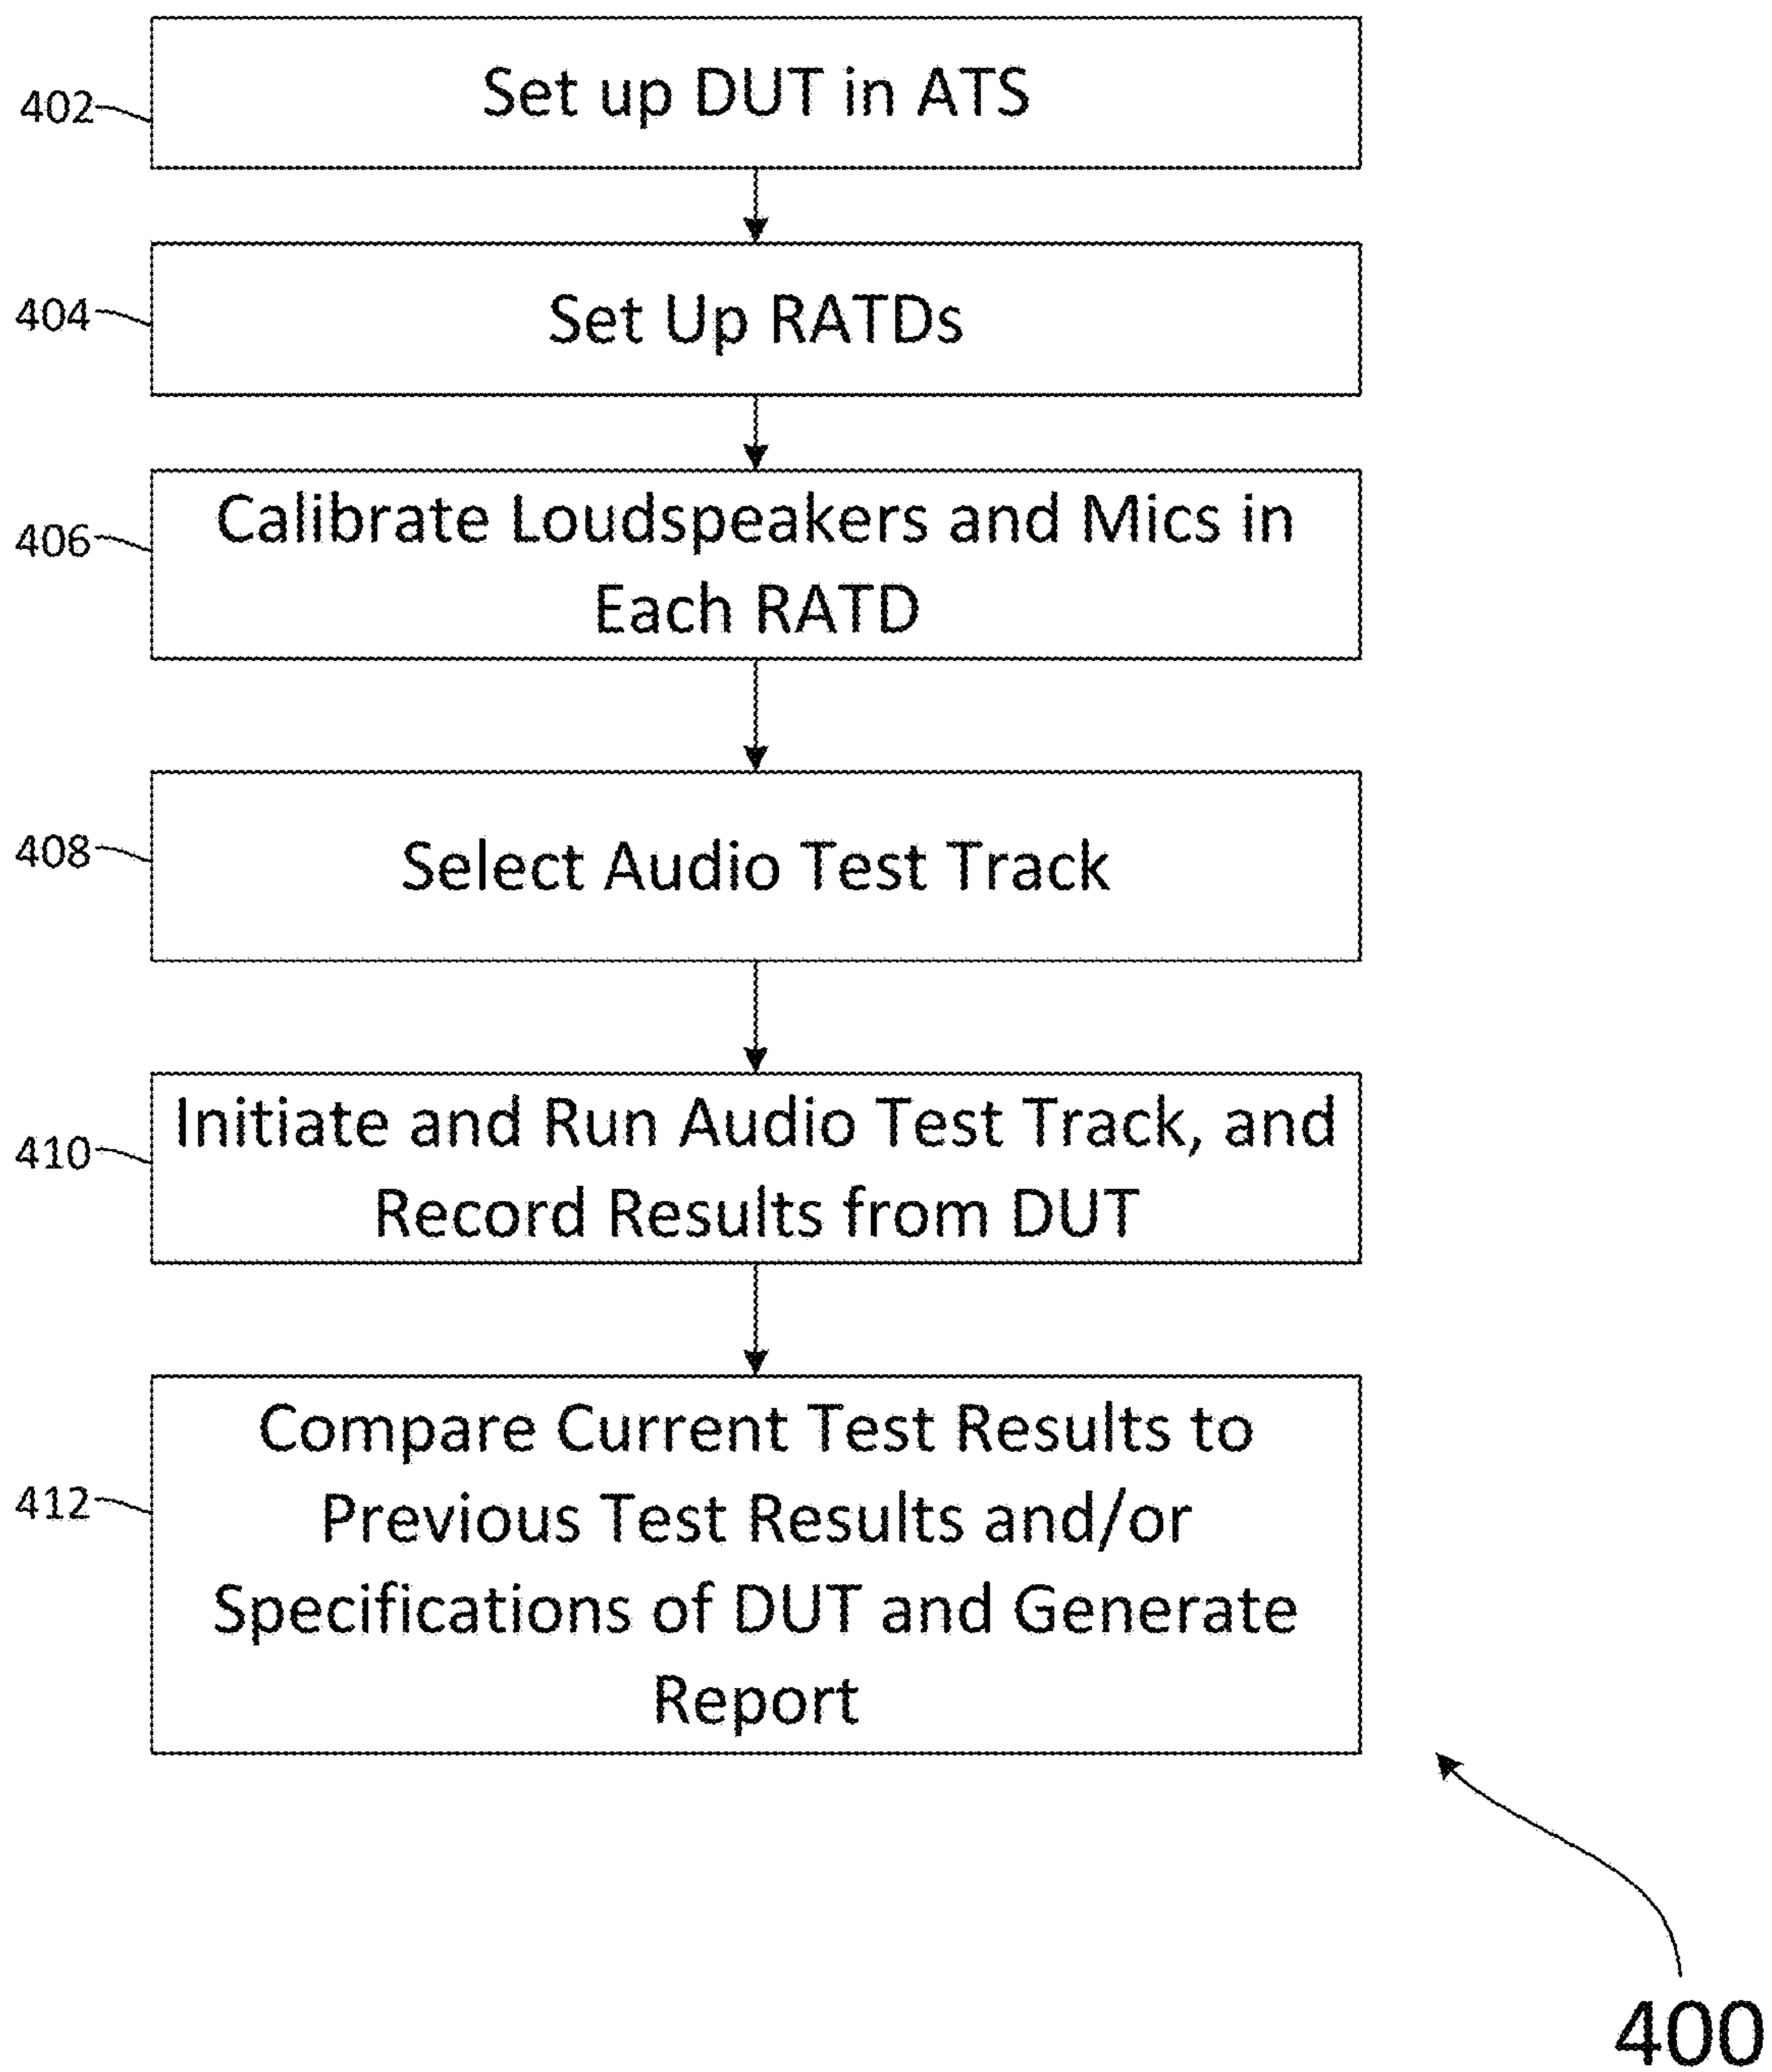 402
Set up DUT in ATS
404
Set Up RATDs
406
Calibrate Loudspeakers and Mics in
Each RATD
408
Select Audio Test Track
410
Initiate and Run Audio Test Track, and
Record Results from DUT
412
Compare Current Test Results to
Previous Test Results and/or
Specifications of DUT and Generate
Report
400